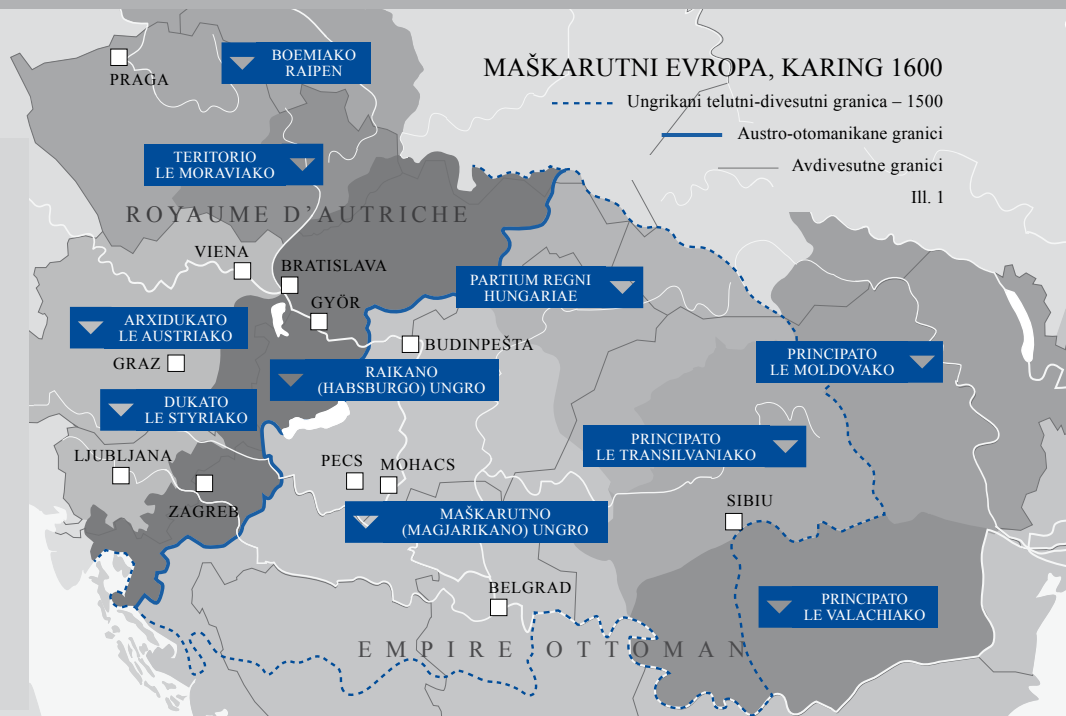 MAŠKARUTNI EVROPA, KARING 1600
Ungrikani telutni-divesutni granica – 1500
Austro-otomanikane granici
Avdivesutne granici
Ill. 1
BOEMIAKO
RAIPEN
PRAGA
TERITORIO
LE MORAVIAKO
ROYAUME D’AUTRICHE
VIENA
BRATISLAVA
PARTIUM REGNI
HUNGARIAE
GYÖR
ARXIDUKATO
LE AUSTRIAKO
BUDINPEŠTA
GRAZ
PRINCIPATO
LE MOLDOVAKO
RAIKANO
(HABSBURGO) UNGRO
DUKATO
LE STYRIAKO
PRINCIPATO
LE TRANSILVANIAKO
LJUBLJANA
PECS
MOHACS
ZAGREB
SIBIU
MAŠKARUTNO
(MAGJARIKANO) UNGRO
BELGRAD
PRINCIPATO
LE VALACHIAKO
EMPIRE OTTOMAN